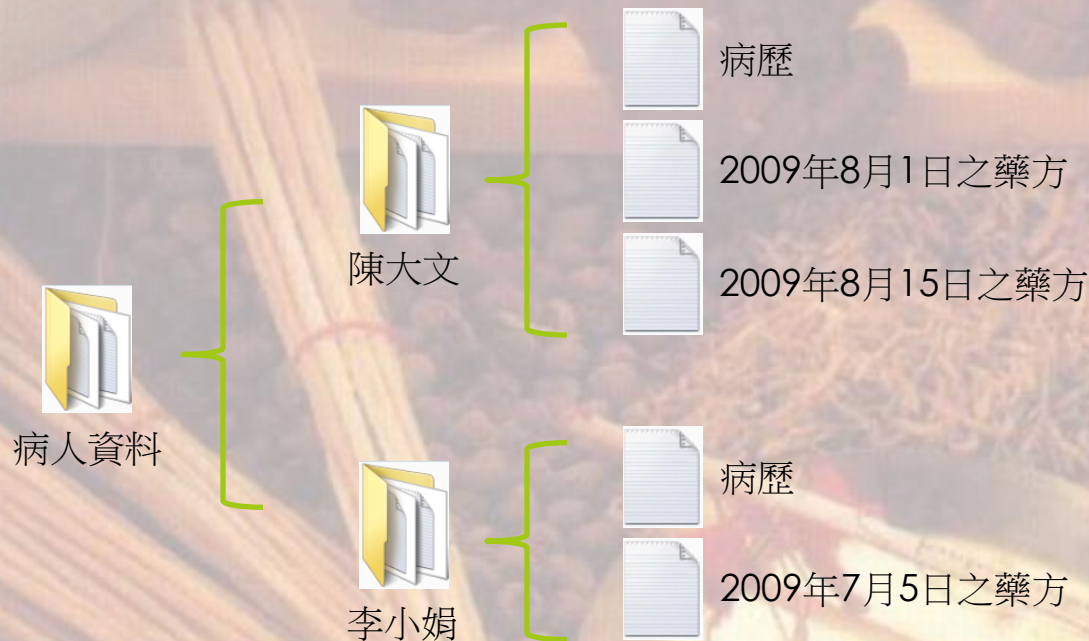 病人資料
陳大文
病歷
2009年8月1日之藥方
2009年8月15日之藥方
李小娟
病歷
2009年7月5日之藥方